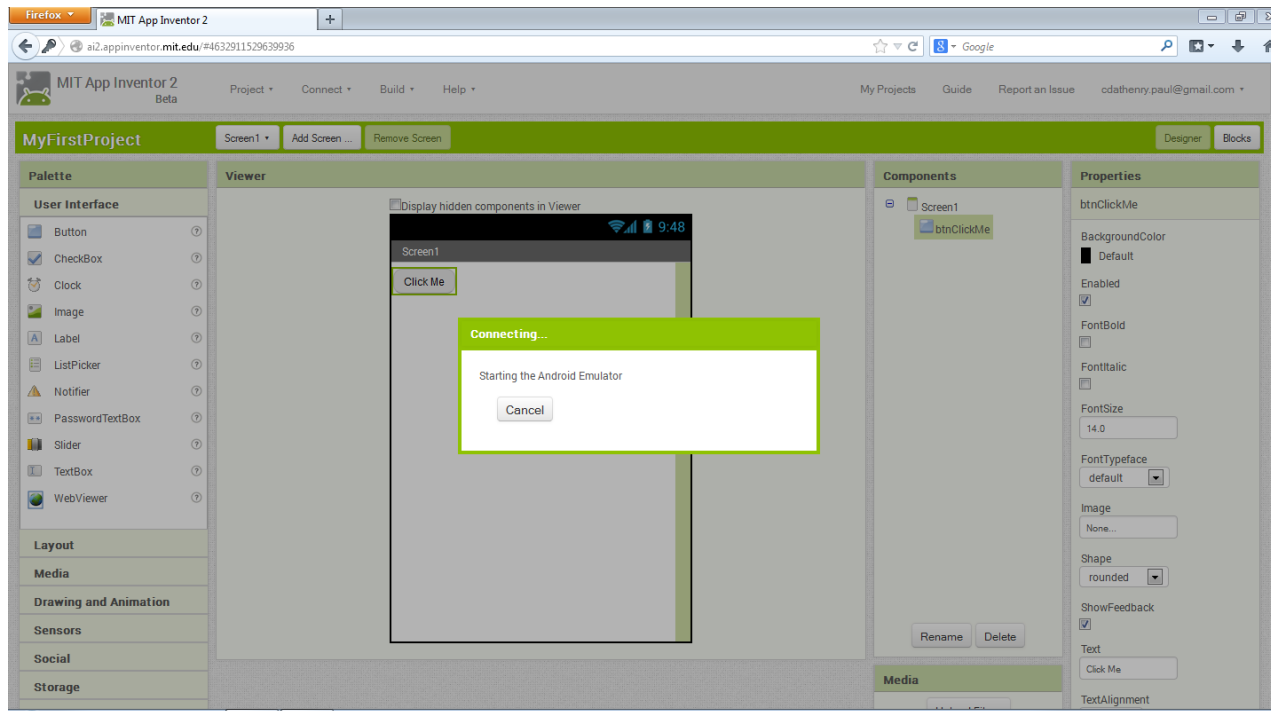 Firefox
MIT App Inventor 2
ai2.appinventor.mit.edu/#4632911529639936
Google
MIT App Inventor 2
Beta
Project
Connect
Build
Help
My Projects
Guide
Report an Issue
cdathenry.paul@gmail.com
MyFirstProject
Screen1
Add Screen ...
Remove Screen
Designer
Blocks
Palette
User Interface
Button
CheckBox
Clock
Image
Label
ListPicker
Notifier
PasswordTextBox
Slider
TextBox
WebViewer
Layout
Media
Drawing and Animation
Sensors
Social
Storage
Viewer
Display hidden components in Viewer
9:48
Screen1
Click Me
Connecting...
Starting the Android Emulator
Cancel
Components
Screen1
btnClickMe
Rename
Delete
Media
Properties
btnClickMe
BackgroundColor
Default
Enabled
FontBold
FontItalic
FontSize
14.0
FontTypeface
default
Image
None...
Shape
rounded
ShowFeedback
Text
Click Me
TextAlignment